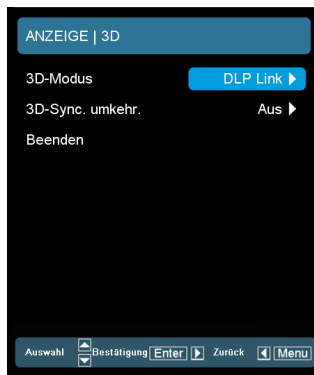 ANZEIGE | 3D
3D-Modus DLP Link
3D-Sync. umkehr. Aus
Beenden
Auswahl Bestätigung Enter Zurück Menu